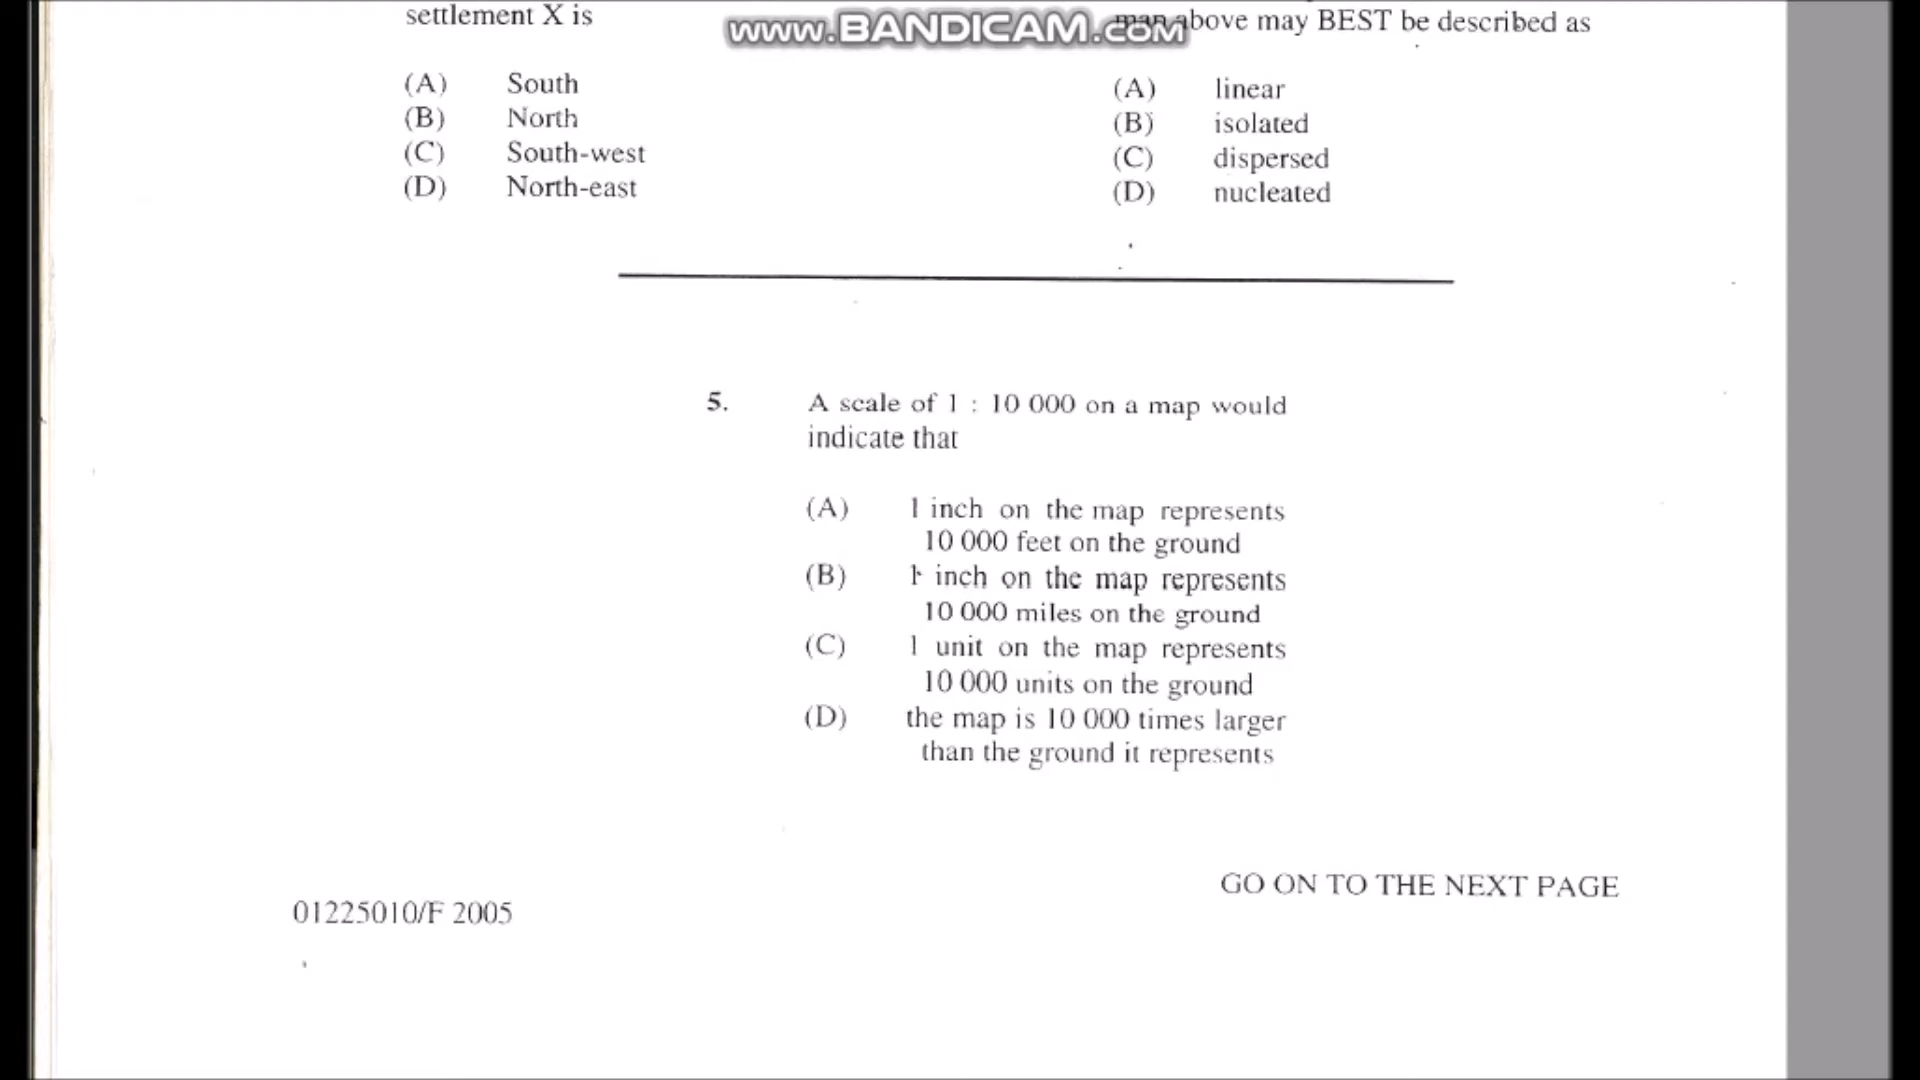 settlement X is
(A) South
(B) North
(C) South-west
(D) North-east
www.BANDICAM.com
above may BEST be described as
(A) linear
(B) isolated
(C) dispersed
(D) nucleated
5. A scale of 1 : 10 000 on a map would
indicate that
(A) 1 inch on the map represents
10 000 feet on the ground
(B) 1 inch on the map represents
10 000 miles on the ground
(C) 1 unit on the map represents
10 000 units on the ground
(D) the map is 10 000 times larger
than the ground it represents
GO ON TO THE NEXT PAGE
01225010/F 2005